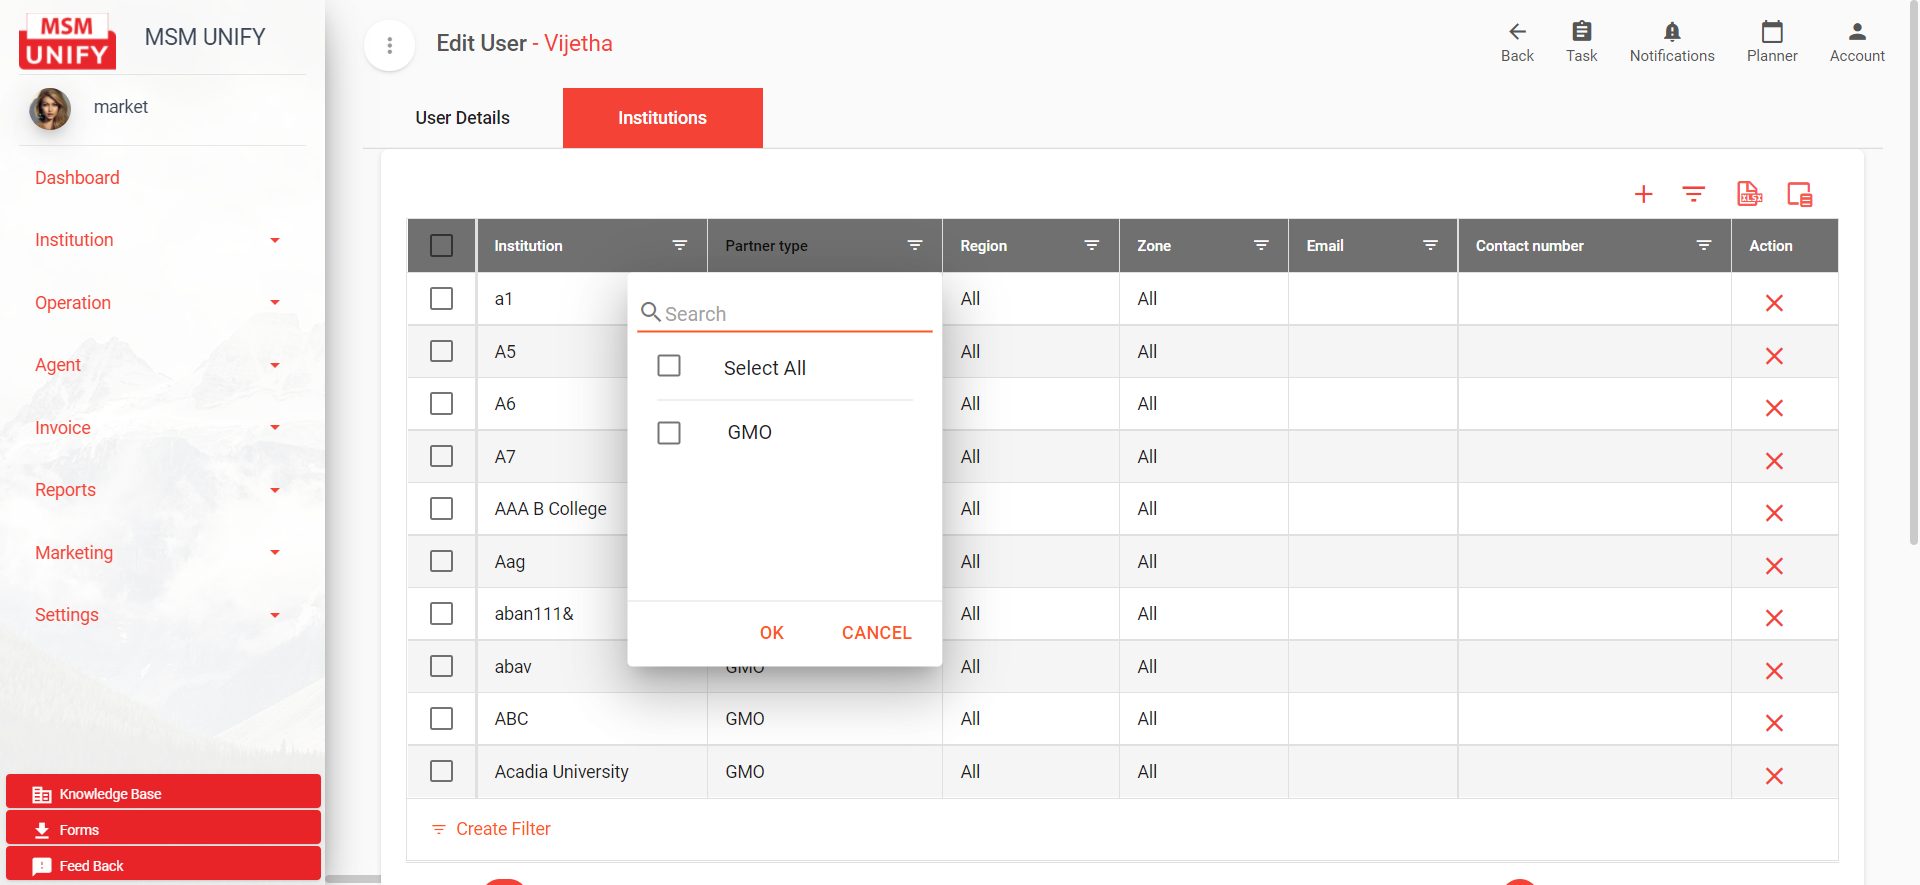 MSM
UNIFY
MSM UNIFY
market
Dashboard
Institution
Operation
Agent
Invoice
Reports
Marketing
Settings
Knowledge Base
Forms
Feed Back
Edit User - Vijetha
Back
Task
Notifications
Planner
Account
User Details
Institutions
XLSX
Institution Partner type Region Zone Email Contact number Action
a1 All All
A5 All All
A6 All All
A7 All All
AAA B College All All
Aag All All
aban111& All All
abav GMO All All
ABC GMO All All
Acadia University GMO All All
Search
Select All
GMO
OK CANCEL
Create Filter